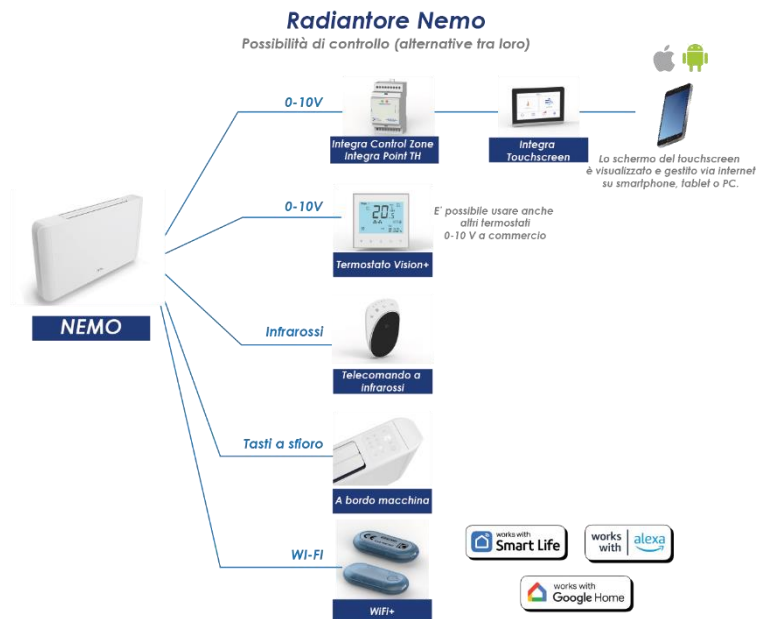 Radiantore Nemo
Possibilità di controllo (alternative tra loro)
0-10V
Integra Control Zone
Integra Point TH
Integra
Touchscreen
Lo schermo del touchscreen
è visualizzato e gestito via internet
su smartphone, tablet o PC.
0-10V
20.5
Termostato Vision+
E' possibile usare anche
altri termostati
0-10 V a commercio
NEMO
Infrarossi
Telecomando a
infrarossi
Tasti a sfioro
A bordo macchina
WI-FI
WiFi+
works with
Smart Life
works
with
alexa
works with
Google Home